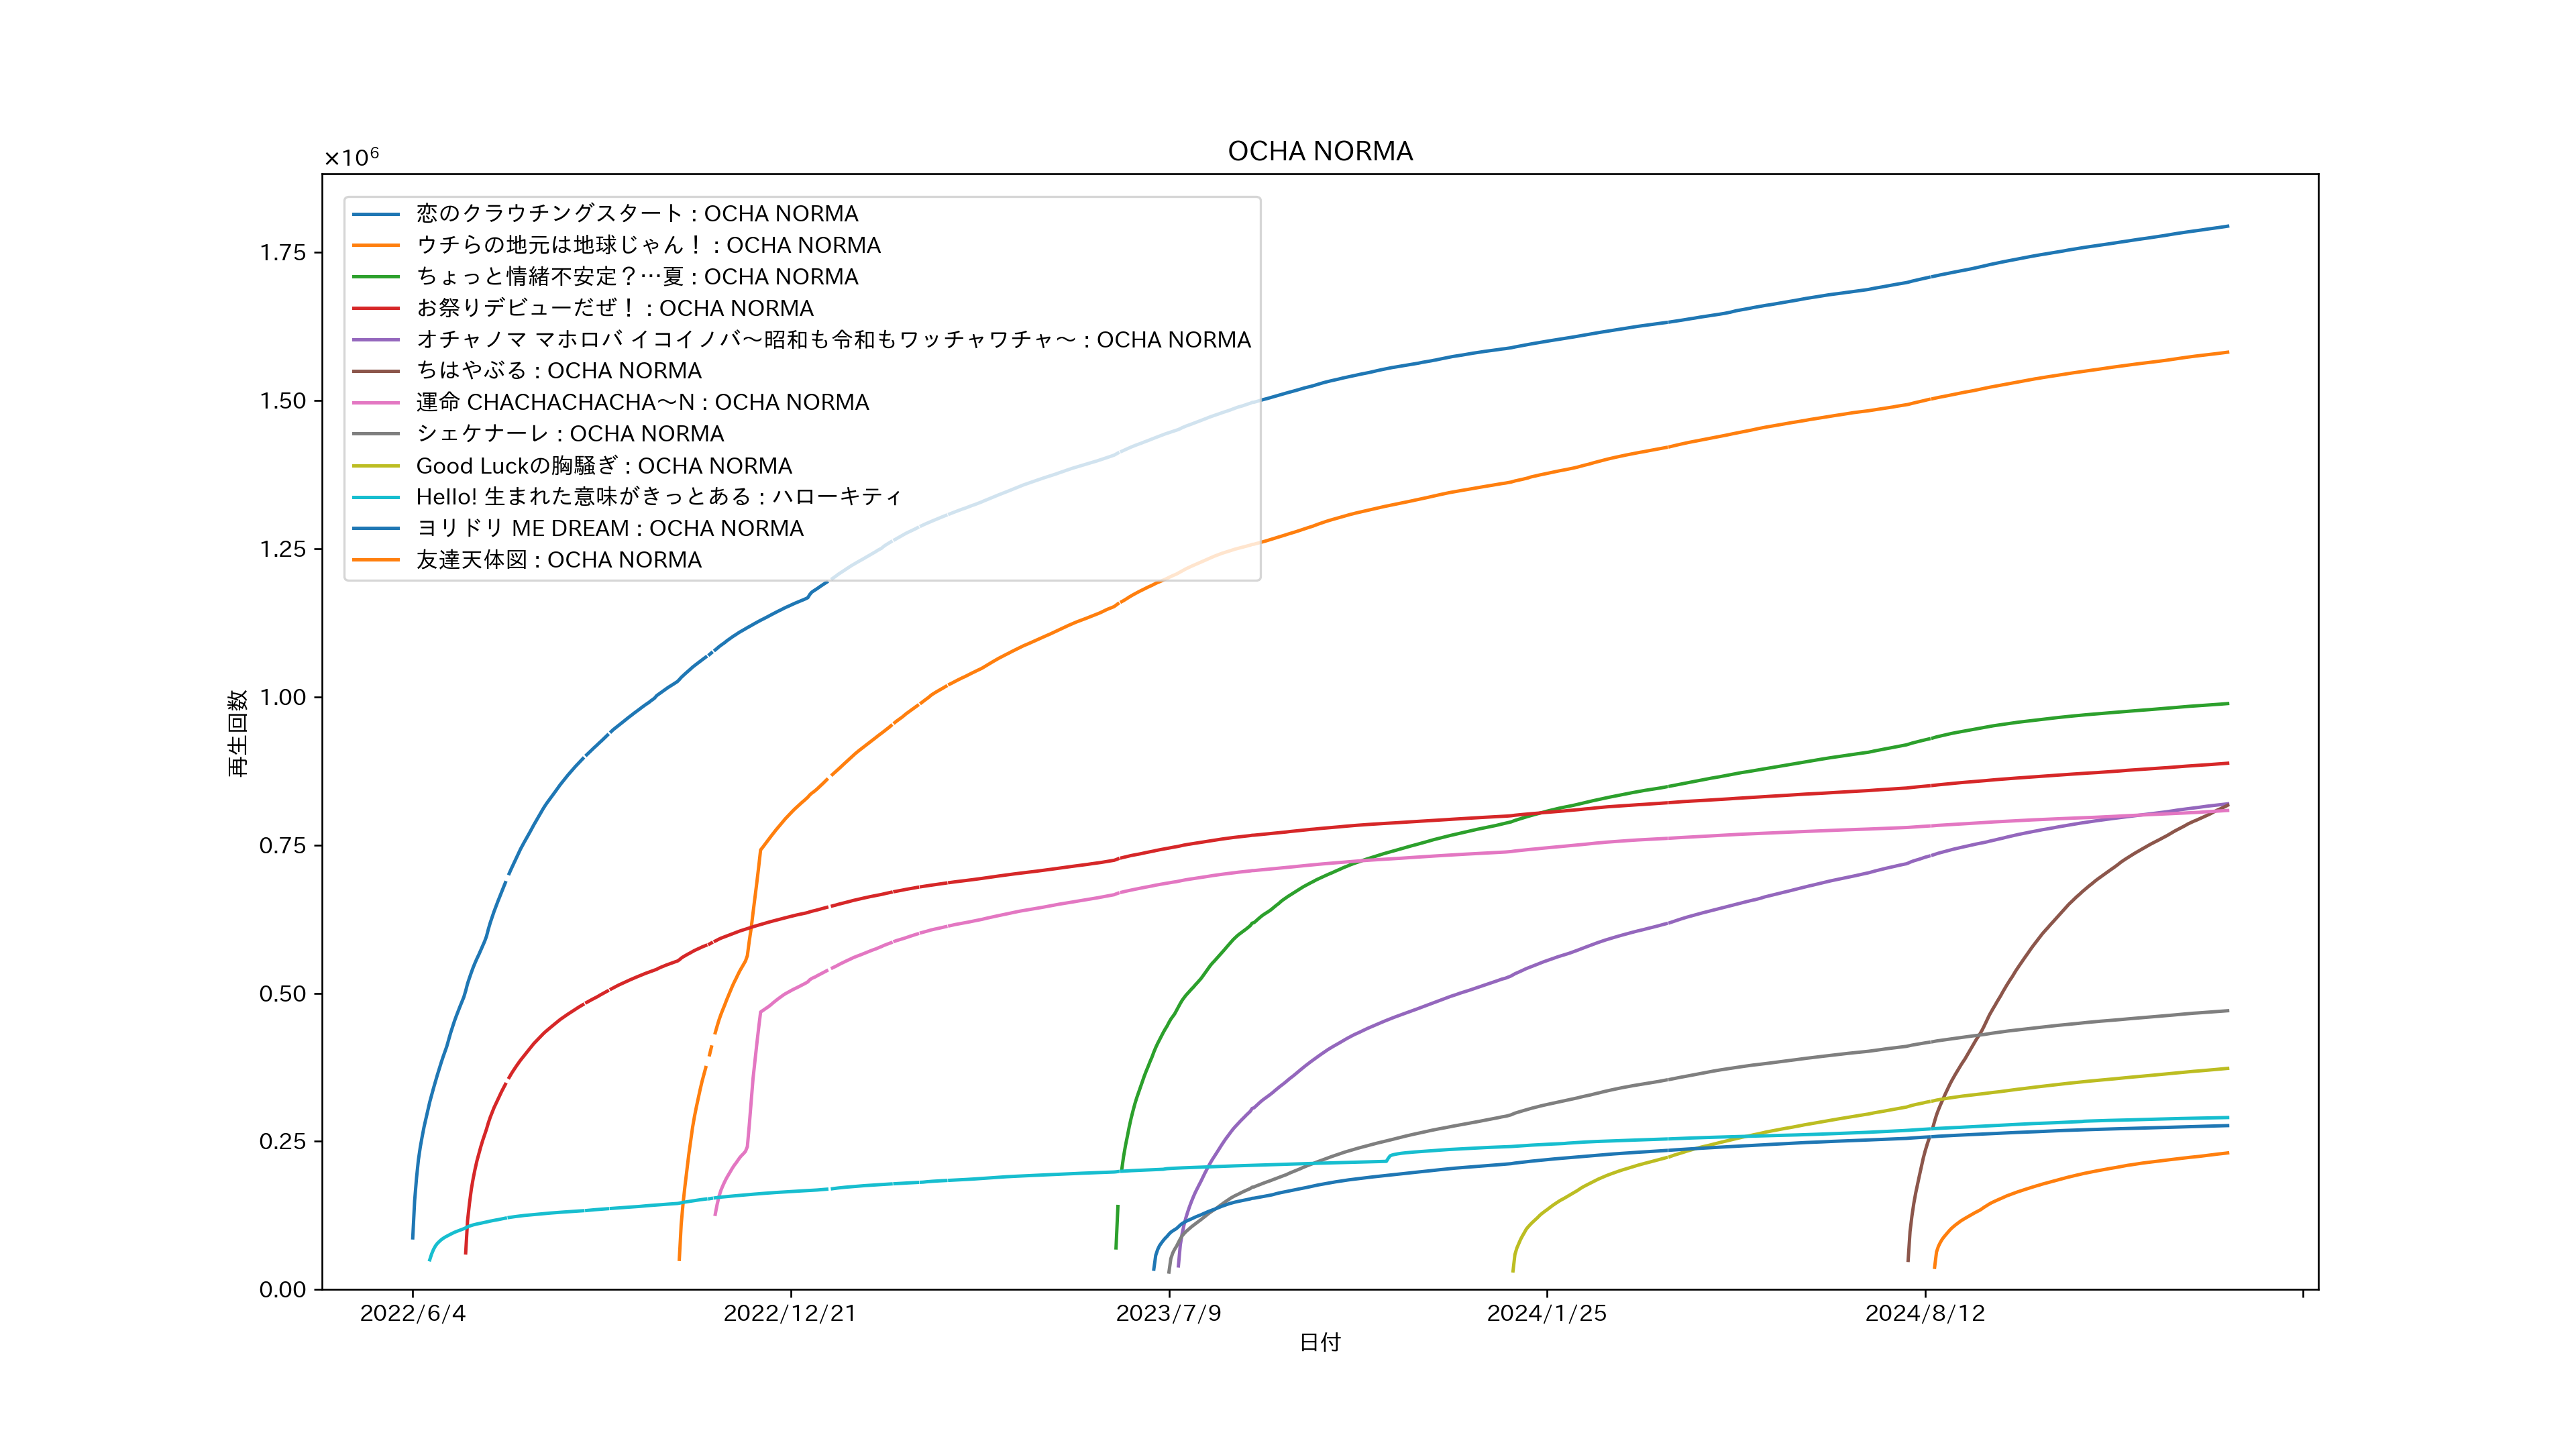 OCHA NORMA
×10⁶
恋のクラウチングスタート : OCHA NORMA
ウチらの地元は地球じゃん！ : OCHA NORMA
ちょっと情緒不安定？…夏 : OCHA NORMA
お祭りデビューだぜ！ : OCHA NORMA
オチャノマ マホロバ イコイノバ～昭和も令和もワッチャワチャ～ : OCHA NORMA
ちはやぶる : OCHA NORMA
運命 CHACHACHACHA～N : OCHA NORMA
シェケナーレ : OCHA NORMA
Good Luckの胸騒ぎ : OCHA NORMA
Hello! 生まれた意味がきっとある : ハローキティ
ヨリドリ ME DREAM : OCHA NORMA
友達天体図 : OCHA NORMA
1.75
1.50
1.25
1.00
0.75
0.50
0.25
0.00
再生回数
2022/6/4
2022/12/21
2023/7/9
2024/1/25
2024/8/12
日付